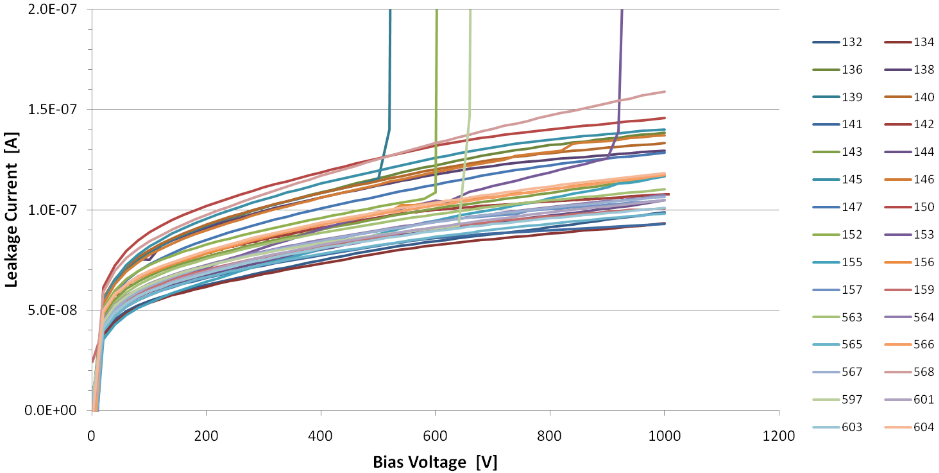 2.0E-07
1.5E-07
1.0E-07
5.0E-08
0.0E+00
Leakage Current [A]
0 200 400 600 800 1000 1200
Bias Voltage [V]
132 134
136 138
139 140
141 142
143 144
145 146
147 150
152 153
155 156
157 159
563 564
565 566
567 568
597 601
603 604